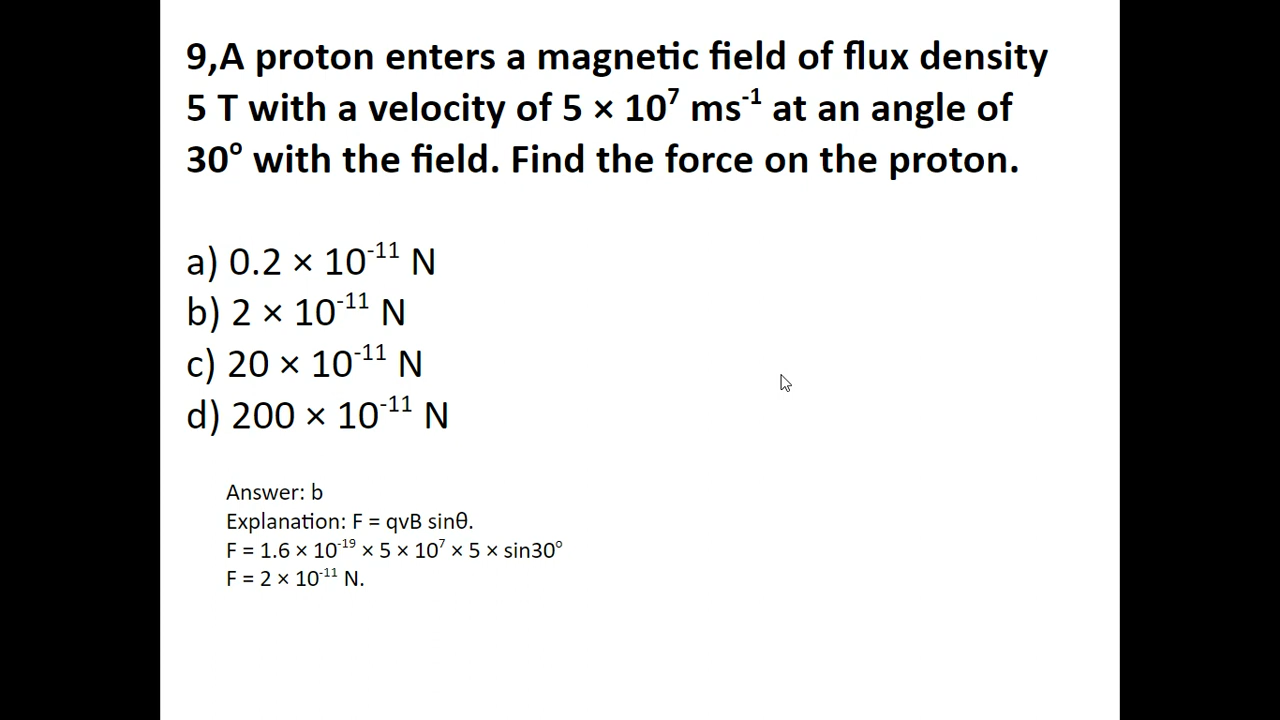 9,A proton enters a magnetic field of flux density
5 T with a velocity of 5 × 10⁷ ms⁻¹ at an angle of
30º with the field. Find the force on the proton.
a) 0.2 × 10⁻¹¹ N
b) 2 × 10⁻¹¹ N
c) 20 × 10⁻¹¹ N
d) 200 × 10⁻¹¹ N
Answer: b
Explanation: F = qvB sinθ.
F = 1.6 × 10⁻¹⁹ × 5 × 10⁷ × 5 × sin30º
F = 2 × 10⁻¹¹ N.